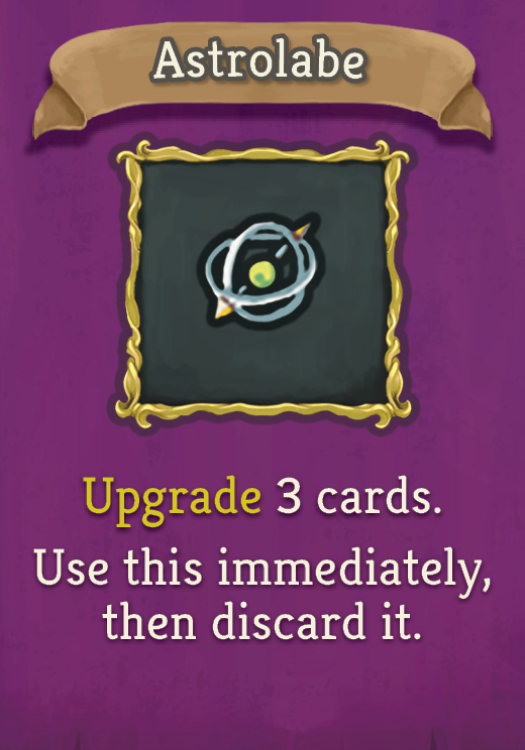 Astrolabe
Upgrade 3 cards.
Use this immediately,
then discard it.